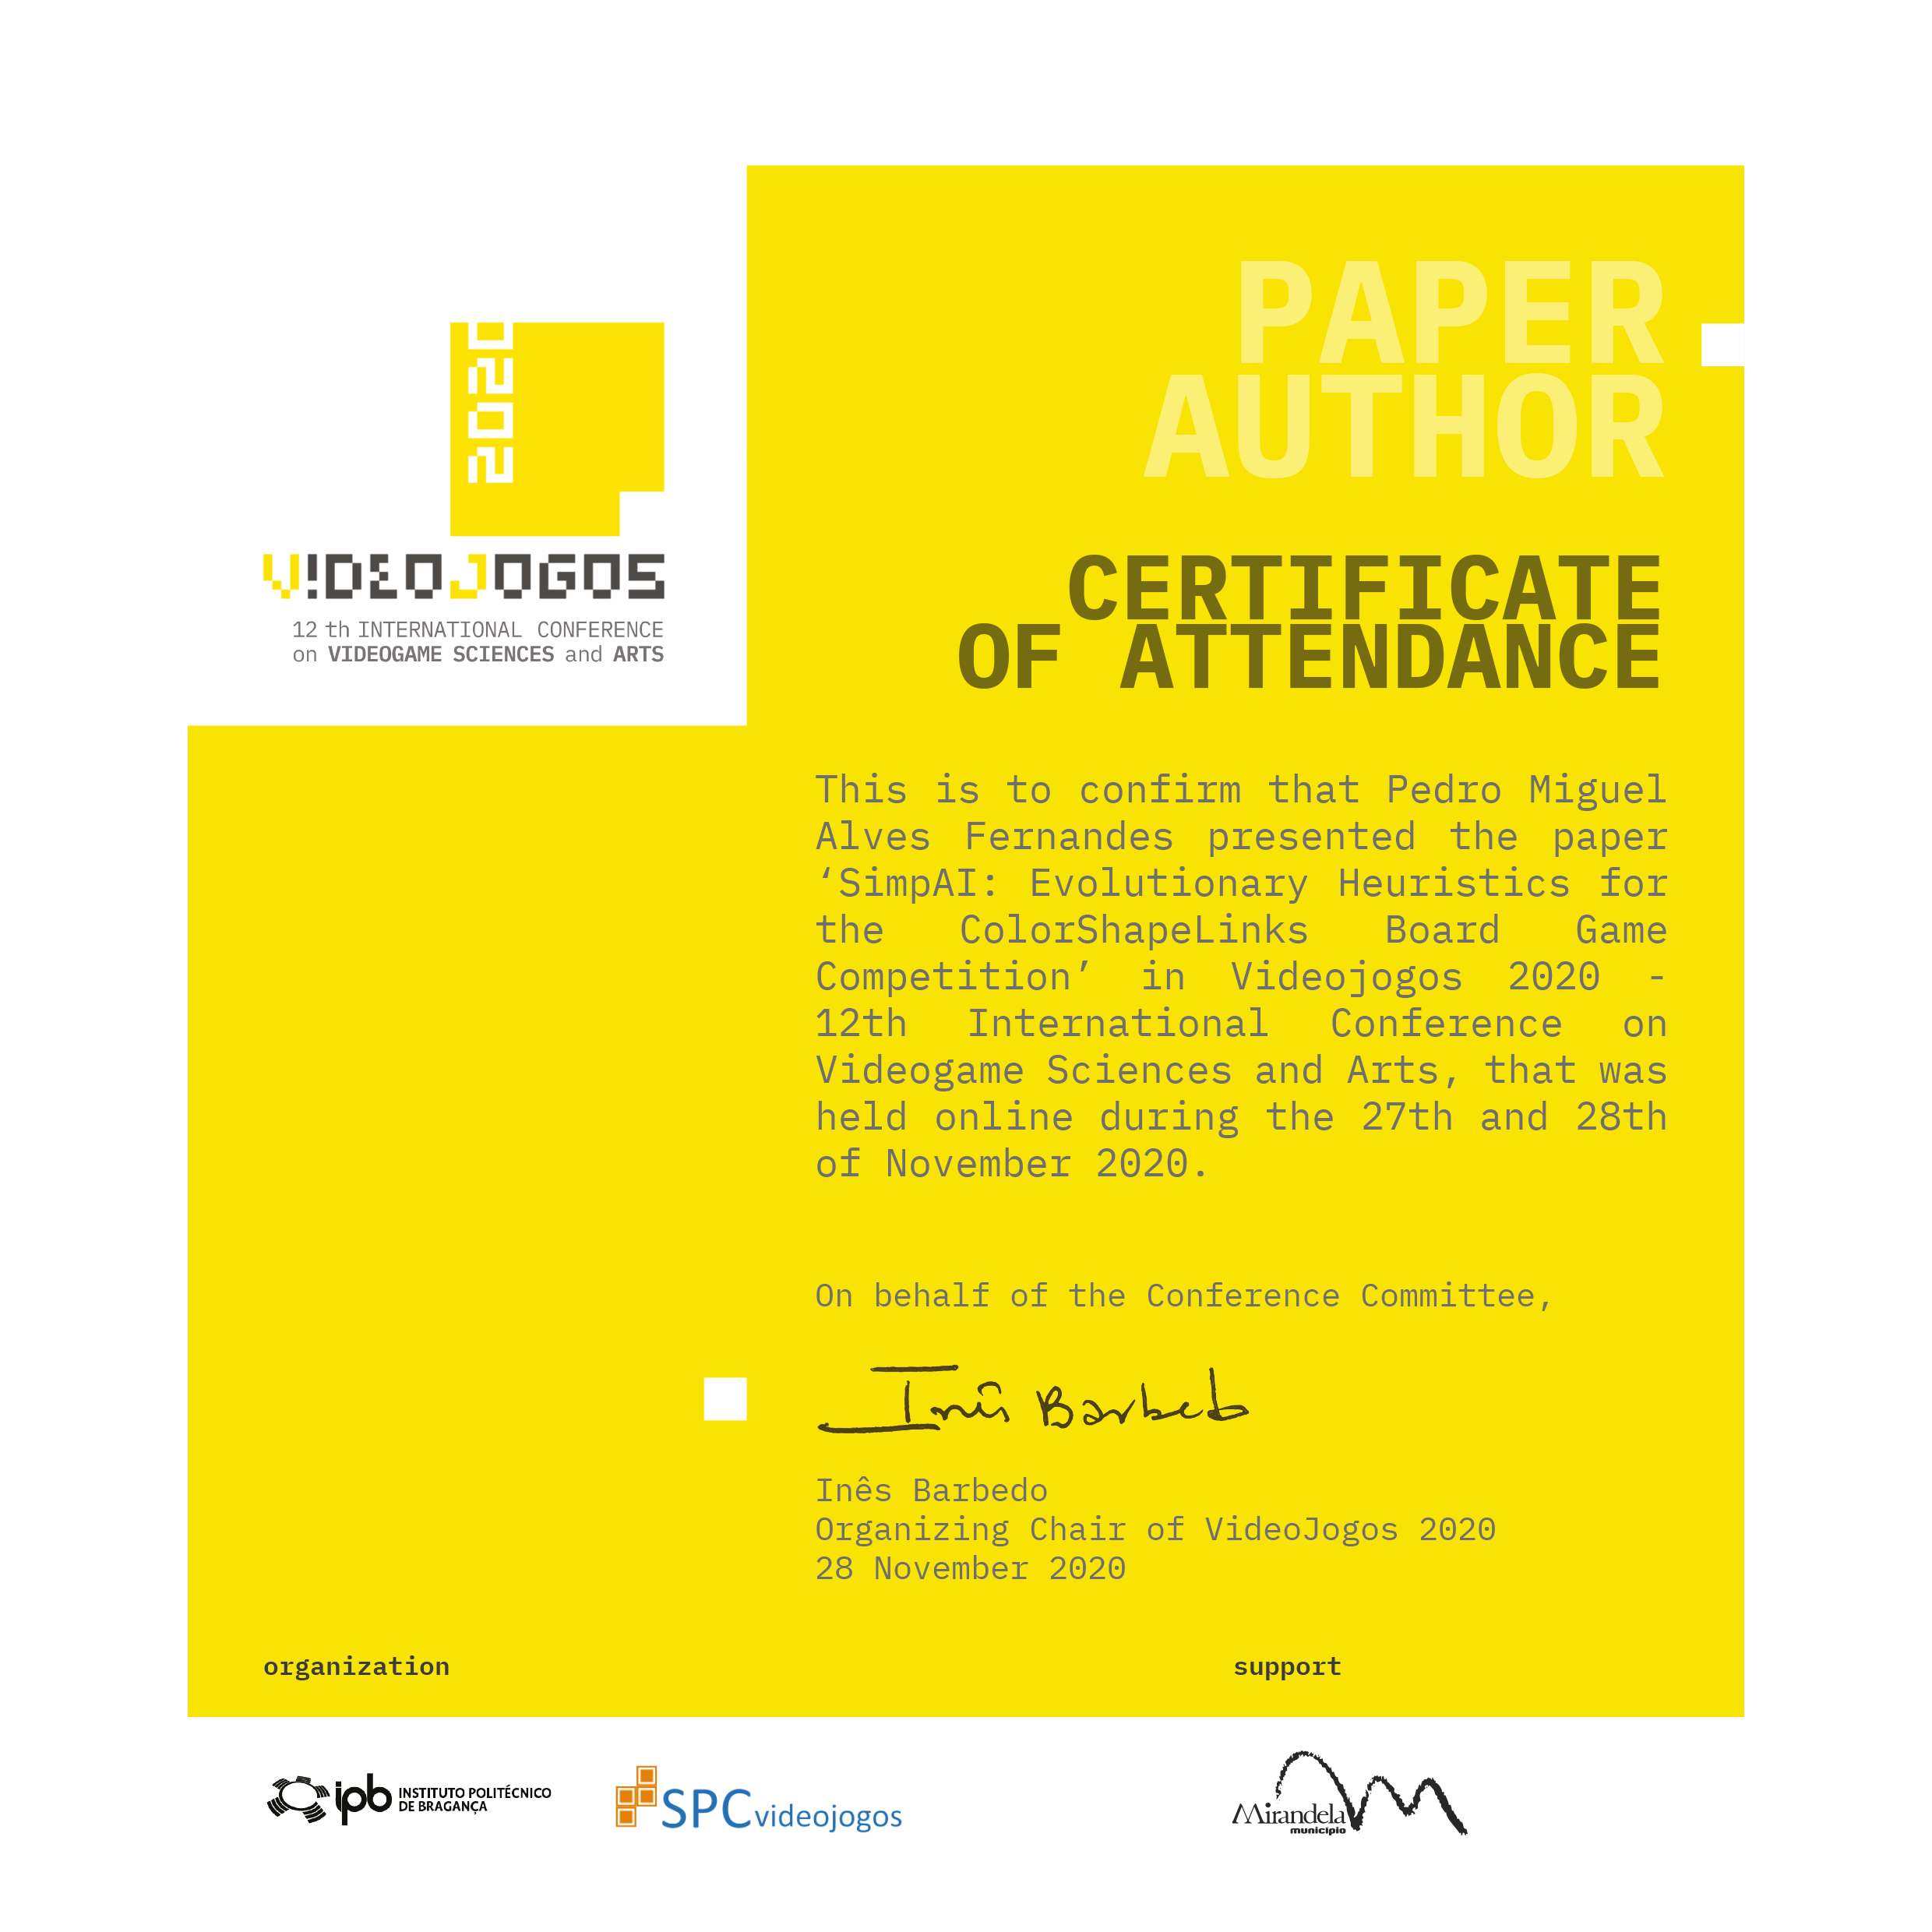 2020
VIDEOJOGOS
12 th INTERNATIONAL CONFERENCE
on VIDEOGAME SCIENCES and ARTS
PAPER
AUTHOR
CERTIFICATE
OF ATTENDANCE
This is to confirm that Pedro Miguel
Alves Fernandes presented the paper
‘SimpAI: Evolutionary Heuristics for
the ColorShapeLinks Board Game
Competition’ in Videojogos 2020 -
12th International Conference on
Videogame Sciences and Arts, that was
held online during the 27th and 28th
of November 2020.
On behalf of the Conference Committee,
Inês Barbedo
Inês Barbedo
Organizing Chair of VideoJogos 2020
28 November 2020
organization
support
ipb INSTITUTO POLITÉCNICO
DE BRAGANÇA
SPCvideojogos
Mirandela
município